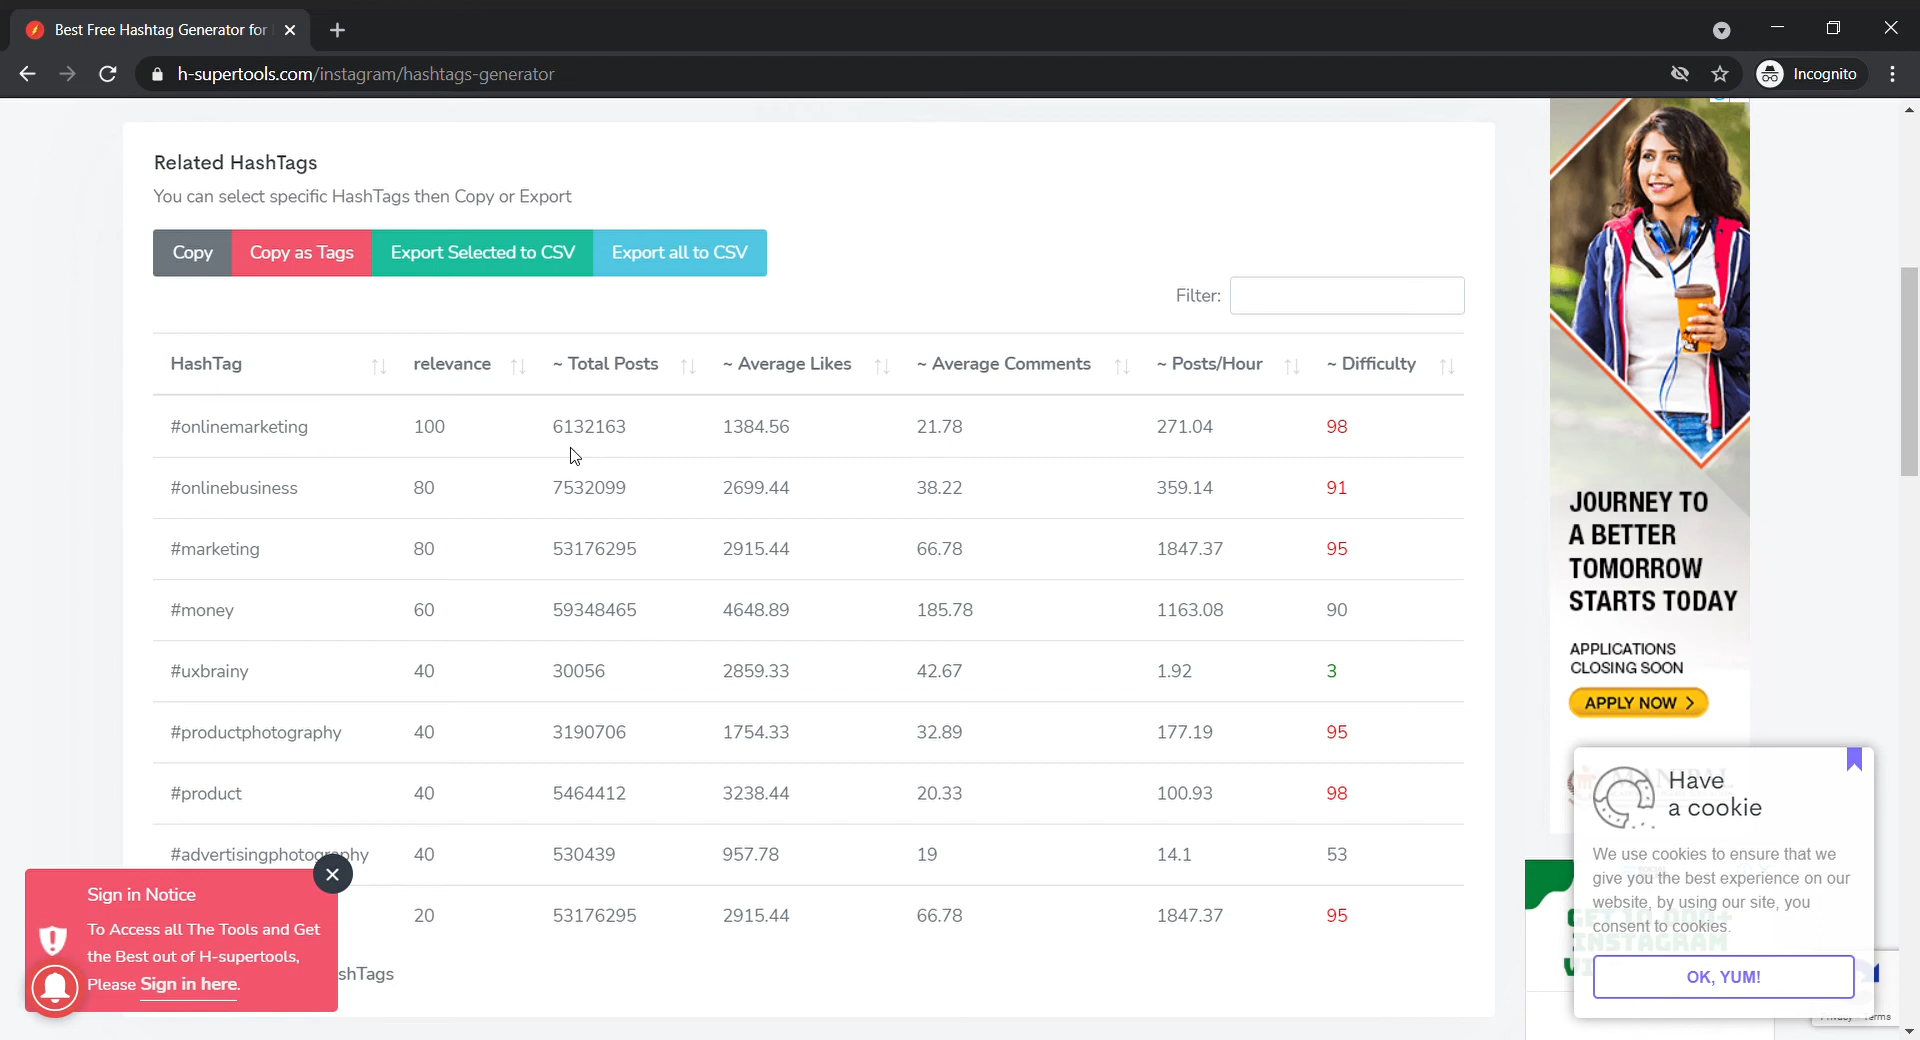 Best Free Hashtag Generator for
h-supertools.com/instagram/hashtags-generator
Incognito
Related HashTags
You can select specific HashTags then Copy or Export
Copy
Copy as Tags
Export Selected to CSV
Export all to CSV
Filter:
HashTag relevance ~ Total Posts ~ Average Likes ~ Average Comments ~ Posts/Hour ~ Difficulty
#onlinemarketing 100 6132163 1384.56 21.78 271.04 98
#onlinebusiness 80 7532099 2699.44 38.22 359.14 91
#marketing 80 53176295 2915.44 66.78 1847.37 95
#money 60 59348465 4648.89 185.78 1163.08 90
#uxbrainy 40 30056 2859.33 42.67 1.92 3
#productphotography 40 3190706 1754.33 32.89 177.19 95
#product 40 5464412 3238.44 20.33 100.93 98
#advertisingphotography 40 530439 957.78 19 14.1 53
20 53176295 2915.44 66.78 1847.37 95
shTags
Sign in Notice
To Access all The Tools and Get
the Best out of H-supertools,
Please Sign in here.
JOURNEY TO
A BETTER
TOMORROW
STARTS TODAY
APPLICATIONS
CLOSING SOON
APPLY NOW >
MANIPAL
Have
a cookie
We use cookies to ensure that we
give you the best experience on our
website, by using our site, you
consent to cookies.
OK, YUM!
GET 10,000+
INSTAGRAM